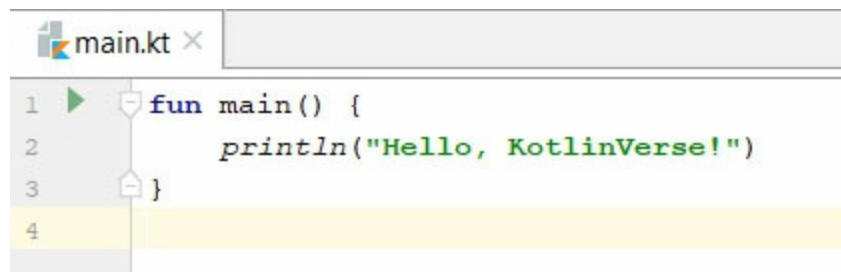 main.kt
1 fun main() {
2 println("Hello, KotlinVerse!")
3 }
4